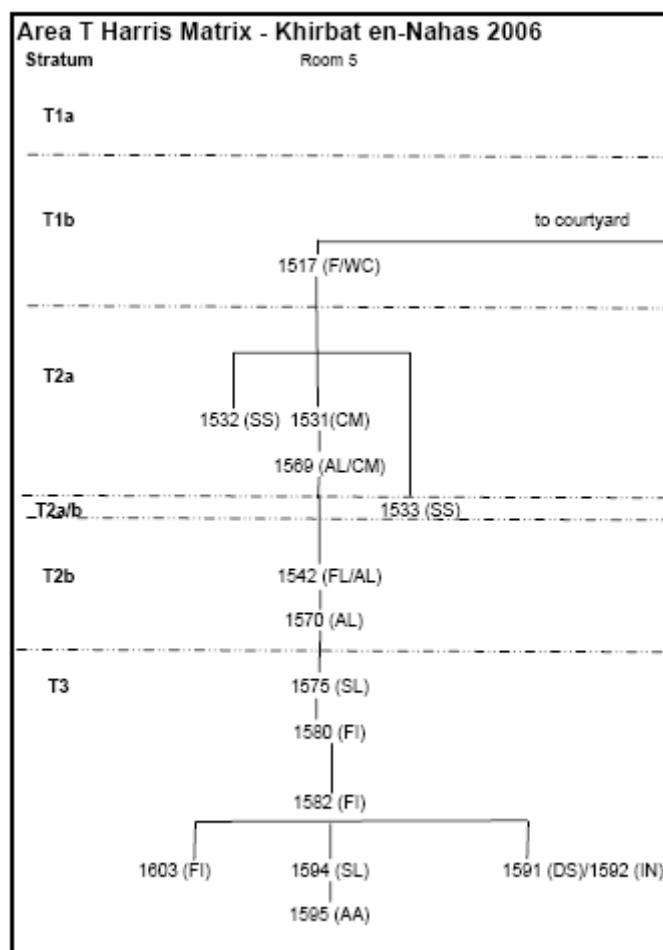 Area T Harris Matrix - Khirbat en-Nahas 2006
Stratum Room 5
T1a
T1b
to courtyard
1517 (F/WC)
T2a
1532 (SS) 1531(CM)
1569 (AL/CM)
T2a/b 1533 (SS)
T2b 1542 (FL/AL)
1570 (AL)
T3 1575 (SL)
1580 (FI)
1582 (FI)
1603 (FI) 1594 (SL) 1591 (DS)/1592 (IN)
1595 (AA)